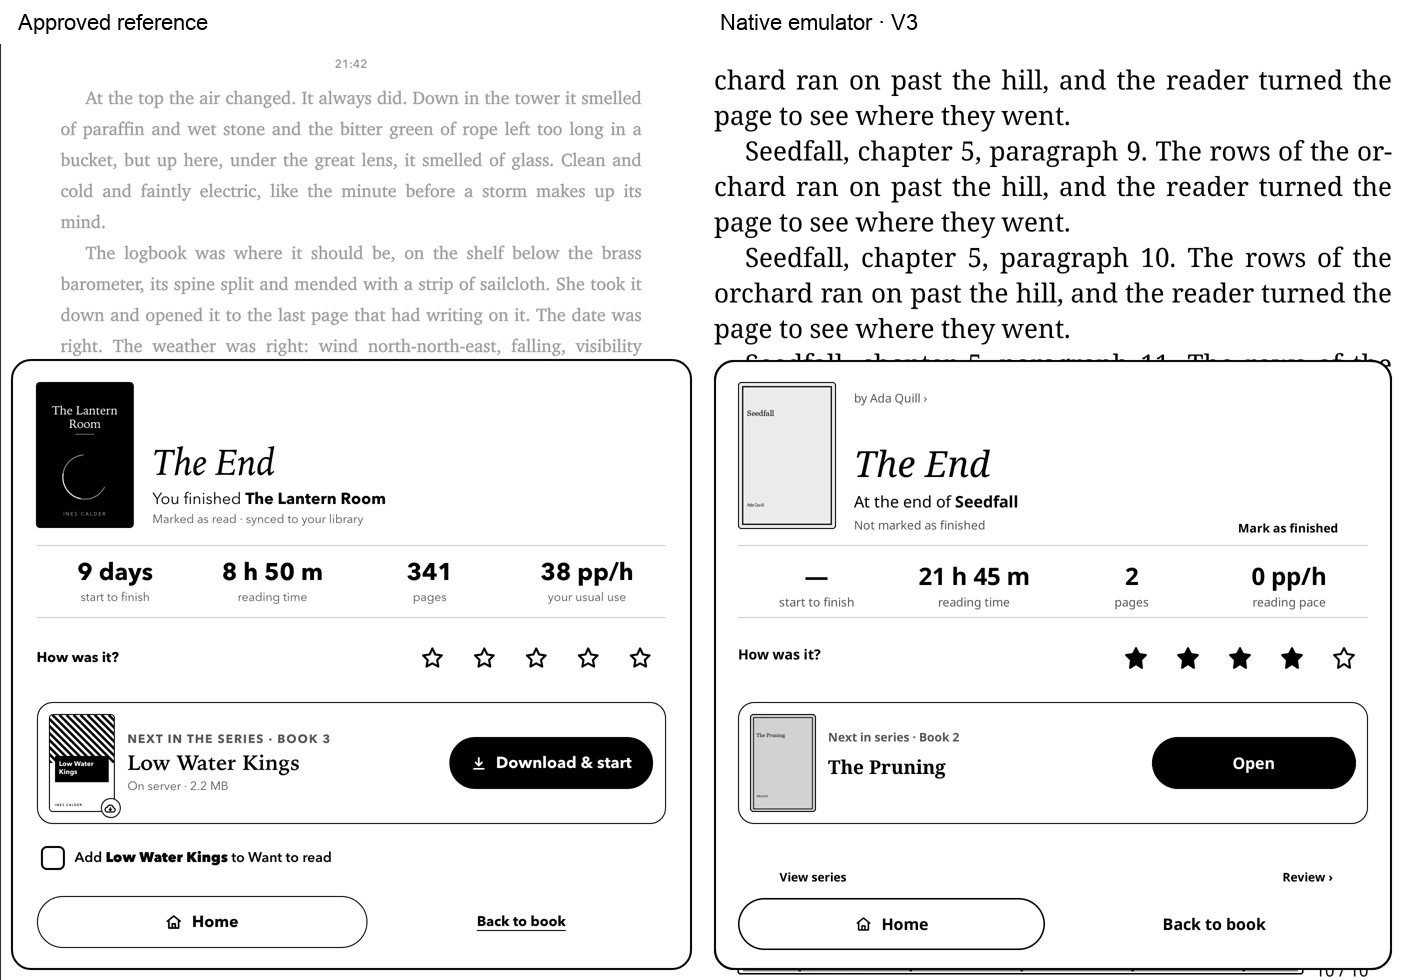 Approved reference
21:42
At the top the air changed. It always did. Down in the tower it smelled
of paraffin and wet stone and the bitter green of rope left too long in a
bucket, but up here, under the great lens, it smelled of glass. Clean and
cold and faintly electric, like the minute before a storm makes up its
mind.
The logbook was where it should be, on the shelf below the brass
barometer, its spine split and mended with a strip of sailcloth. She took it
down and opened it to the last page that had writing on it. The date was
right. The weather was right: wind north-north-east, falling, visibility
The Lantern
Room
INES CALDER
The End
You finished The Lantern Room
Marked as read · synced to your library
9 days
start to finish
8 h 50 m
reading time
341
pages
38 pp/h
your usual use
How was it?
Low Water
Kings
INES CALDER
NEXT IN THE SERIES · BOOK 3
Low Water Kings
On server · 2.2 MB
Download & start
Add Low Water Kings to Want to read
Home
Back to book
Native emulator · V3
chard ran on past the hill, and the reader turned the
page to see where they went.
Seedfall, chapter 5, paragraph 9. The rows of the or-
chard ran on past the hill, and the reader turned the
page to see where they went.
Seedfall, chapter 5, paragraph 10. The rows of the
orchard ran on past the hill, and the reader turned the
page to see where they went.
Seedfall, chapter 5, paragraph 11. The rows of the
Seedfall
Ada Quill
by Ada Quill ›
The End
At the end of Seedfall
Not marked as finished
Mark as finished
—
start to finish
21 h 45 m
reading time
2
pages
0 pp/h
reading pace
How was it?
The Pruning
Ada Quill
Next in series · Book 2
The Pruning
Open
View series
Review ›
Home
Back to book
10 / 10